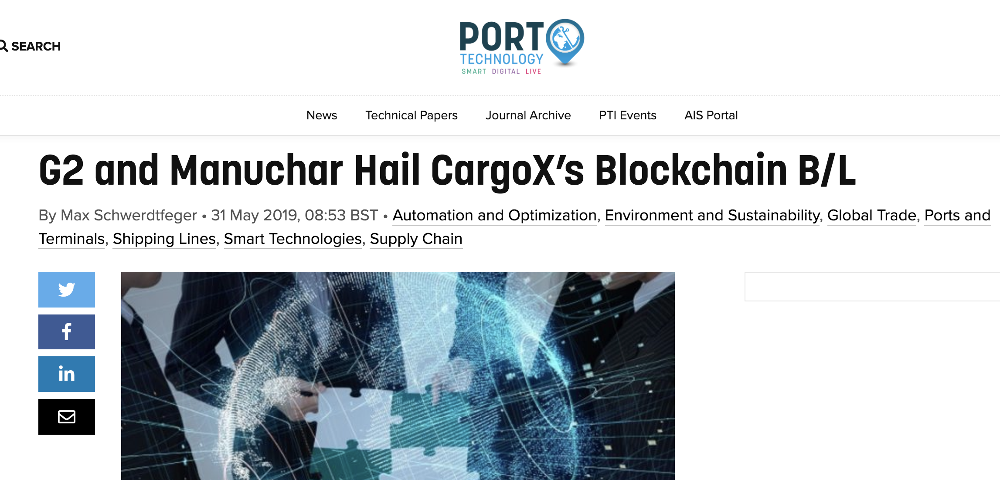 SEARCH
PORT
TECHNOLOGY
SMART DIGITAL LIVE
News Technical Papers Journal Archive PTI Events AIS Portal
G2 and Manuchar Hail CargoX’s Blockchain B/L
By Max Schwerdtfeger • 31 May 2019, 08:53 BST • Automation and Optimization, Environment and Sustainability, Global Trade, Ports and
Terminals, Shipping Lines, Smart Technologies, Supply Chain